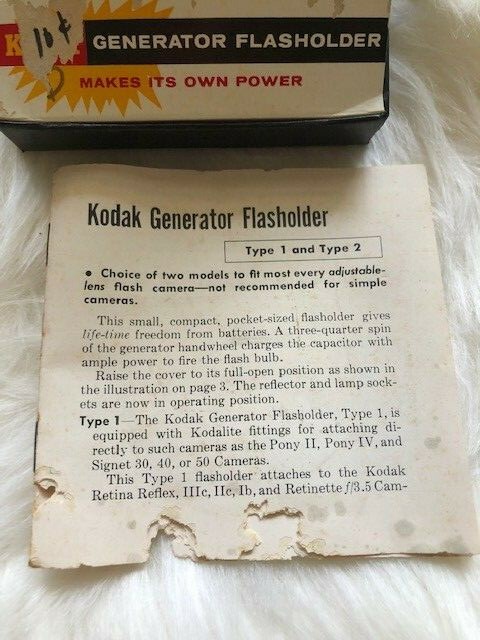 10¢
GENERATOR FLASHOLDER
MAKES ITS OWN POWER
Kodak Generator Flasholder
Type 1 and Type 2
• Choice of two models to fit most every adjustable-
lens flash camera—not recommended for simple
cameras.
This small, compact, pocket-sized flasholder gives
life-time freedom from batteries. A three-quarter spin
of the generator handwheel charges the capacitor with
ample power to fire the flash bulb.
Raise the cover to its full-open position as shown in
the illustration on page 3. The reflector and lamp sock-
ets are now in operating position.
Type 1—The Kodak Generator Flasholder, Type 1, is
equipped with Kodalite fittings for attaching di-
rectly to such cameras as the Pony II, Pony IV, and
Signet 30, 40, or 50 Cameras.
This Type 1 flasholder attaches to the Kodak
Retina Reflex, IIIc, IIc, Ib, and Retinette f/3.5 Cam-